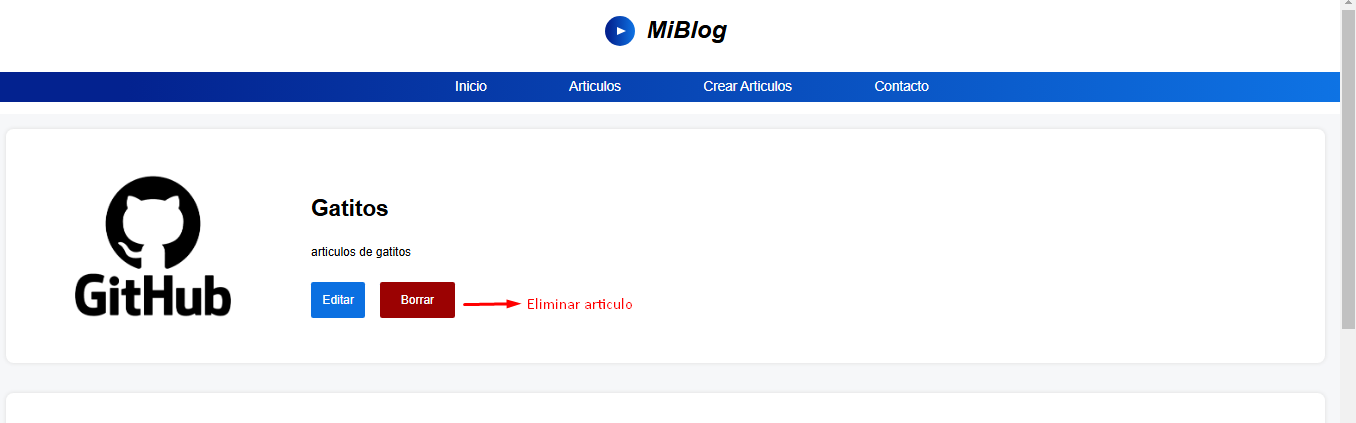 MiBlog
Inicio Articulos Crear Articulos Contacto
GitHub
Gatitos
articulos de gatitos
Editar Borrar Eliminar articulo